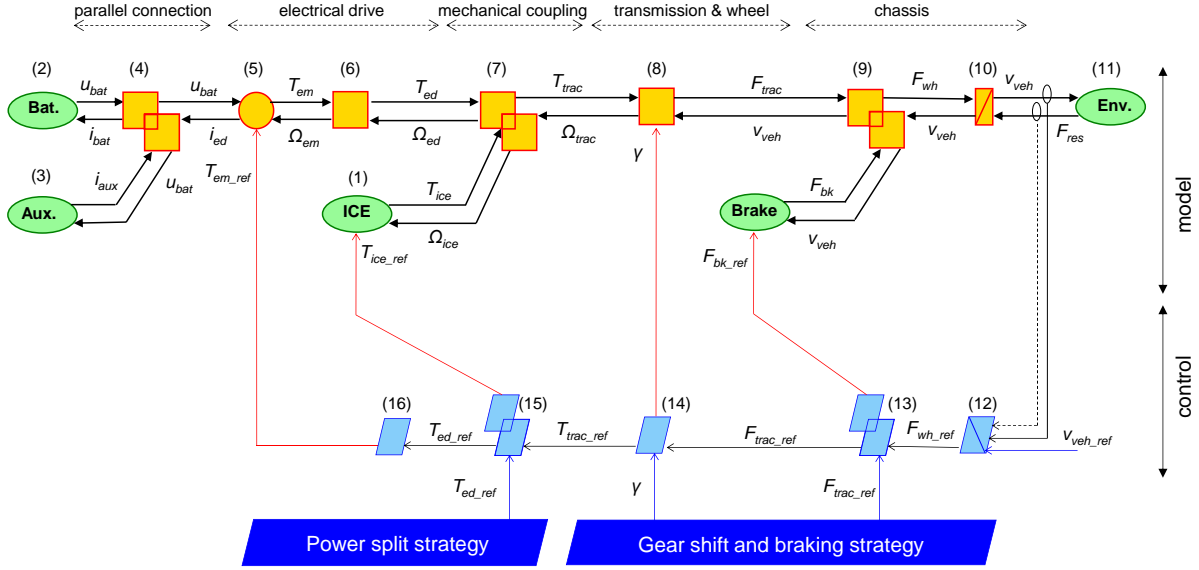 parallel connection electrical drive mechanical coupling transmission & wheel chassis
(2) (4) (5) (6) (7) (8) (9) (10) (11)
u_bat u_bat T_em T_ed T_trac F_trac F_wh v_veh
Bat. Env.
i_bat i_ed Ω_em Ω_ed Ω_trac v_veh v_veh F_res
(3) i_aux u_bat T_em_ref (1) T_ice γ F_bk
Aux. ICE Brake
Ω_ice v_veh
T_ice_ref F_bk_ref
model
control
(16) (15) (14) (13) (12)
T_ed_ref T_trac_ref F_trac_ref F_wh_ref v_veh_ref
T_ed_ref γ F_trac_ref
Power split strategy Gear shift and braking strategy